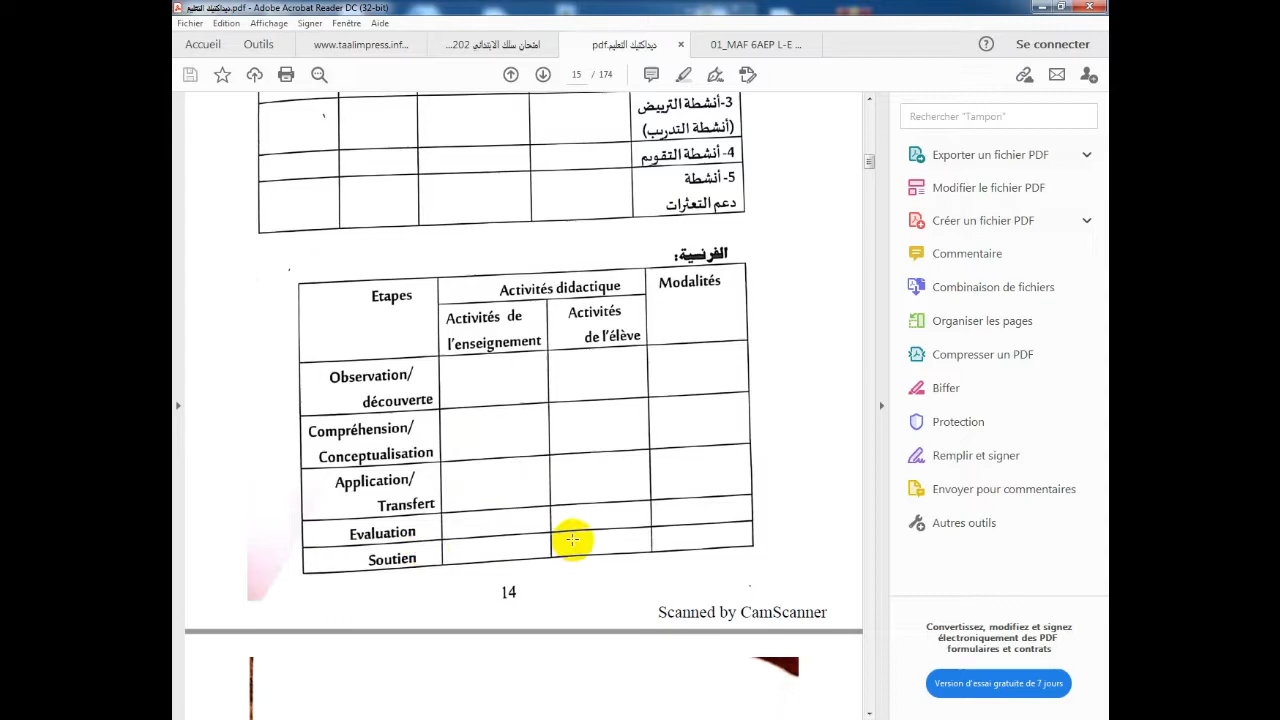 ديداكتيك التعليم.pdf - Adobe Acrobat Reader DC (32-bit)
Fichier Edition Affichage Signer Fenêtre Aide
Accueil Outils www.taalimpress.inf... امتحان سلك الابتدائي 202... ديداكتيك التعليم.pdf × 01_MAF 6AEP L-E ... Se connecter
15 / 174
3-أنشطة الترييض
(أنشطة التدريب)
4- أنشطة التقويم
5- أنشطة
دعم التعثرات
الفرنسية:
Etapes
Activités didactique
Modalités
Activités de
l'enseignement
Activités
de l'élève
Observation/
découverte
Compréhension/
Conceptualisation
Application/
Transfert
Evaluation
Soutien
14
Scanned by CamScanner
Rechercher "Tampon"
Exporter un fichier PDF
Modifier le fichier PDF
Créer un fichier PDF
Commentaire
Combinaison de fichiers
Organiser les pages
Compresser un PDF
Biffer
Protection
Remplir et signer
Envoyer pour commentaires
Autres outils
Convertissez, modifiez et signez
électroniquement des PDF
formulaires et contrats
Version d'essai gratuite de 7 jours